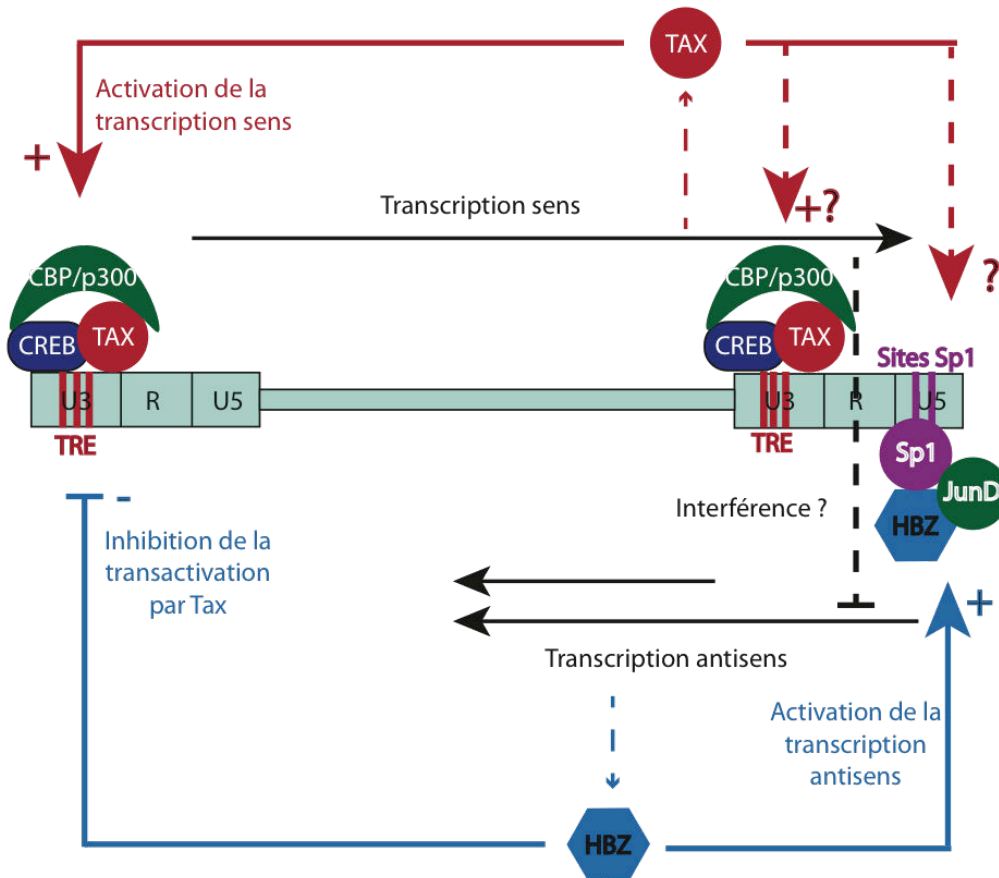 TAX
Activation de la
transcription sens
+
Transcription sens
+?
?
CBP/p300
CREB
TAX
CBP/p300
CREB
TAX
Sites Sp1
U3
R
U5
U3
R
U5
TRE
TRE
Sp1
JunD
HBZ
Interférence ?
-
Inhibition de la
transactivation
par Tax
+
Transcription antisens
Activation de la
transcription
antisens
HBZ